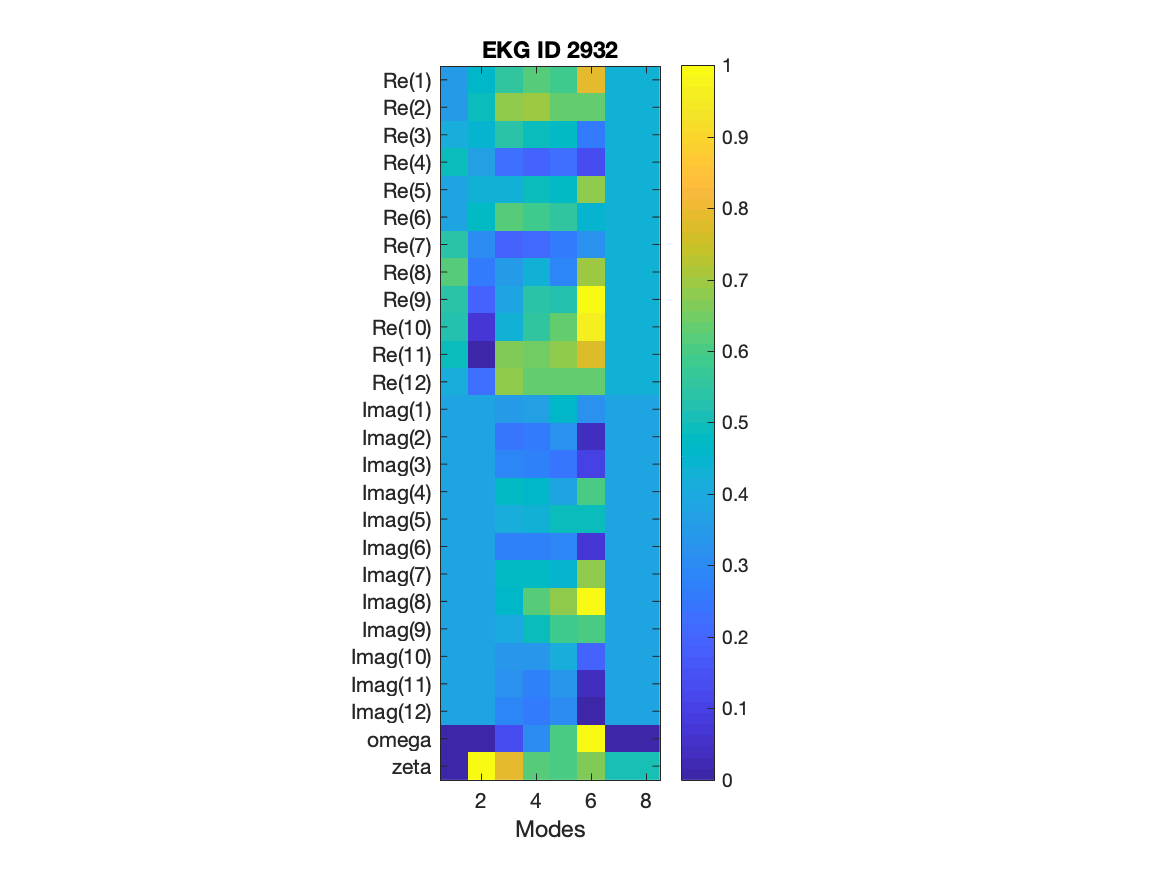 EKG ID 2932
Re(1)
Re(2)
Re(3)
Re(4)
Re(5)
Re(6)
Re(7)
Re(8)
Re(9)
Re(10)
Re(11)
Re(12)
Imag(1)
Imag(2)
Imag(3)
Imag(4)
Imag(5)
Imag(6)
Imag(7)
Imag(8)
Imag(9)
Imag(10)
Imag(11)
Imag(12)
omega
zeta
2 4 6 8
Modes
1
0.9
0.8
0.7
0.6
0.5
0.4
0.3
0.2
0.1
0